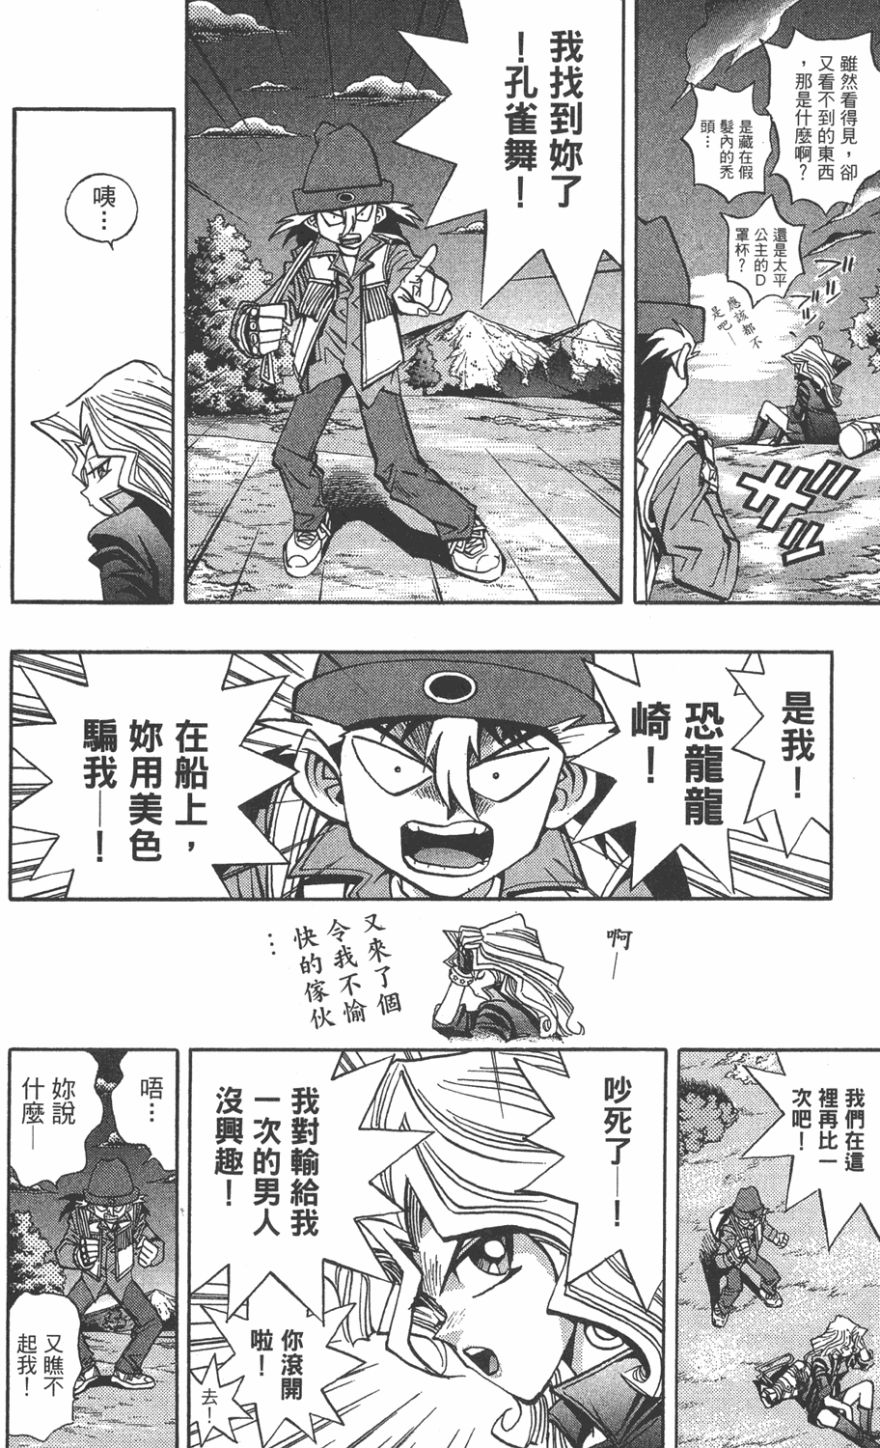 雖然看得見，卻
又看不到的東西
，那是什麼啊？
是藏在假
髮內的禿
頭…
還是太平
公主的D
罩杯？
應該都不
是吧—
ザッ
我找到妳了
！孔雀舞！
咦…
是我！
恐龍龍
崎！
在船上，
妳用美色
騙我—！
啊—
又來了個
令我不愉
快的傢伙
…
我們在這
裡再比一
次吧！
吵死了—！
我對輸給我
一次的男人
沒興趣！
你滾開
啦！
去！
唔…
妳說
什麼—
又瞧不
起我！